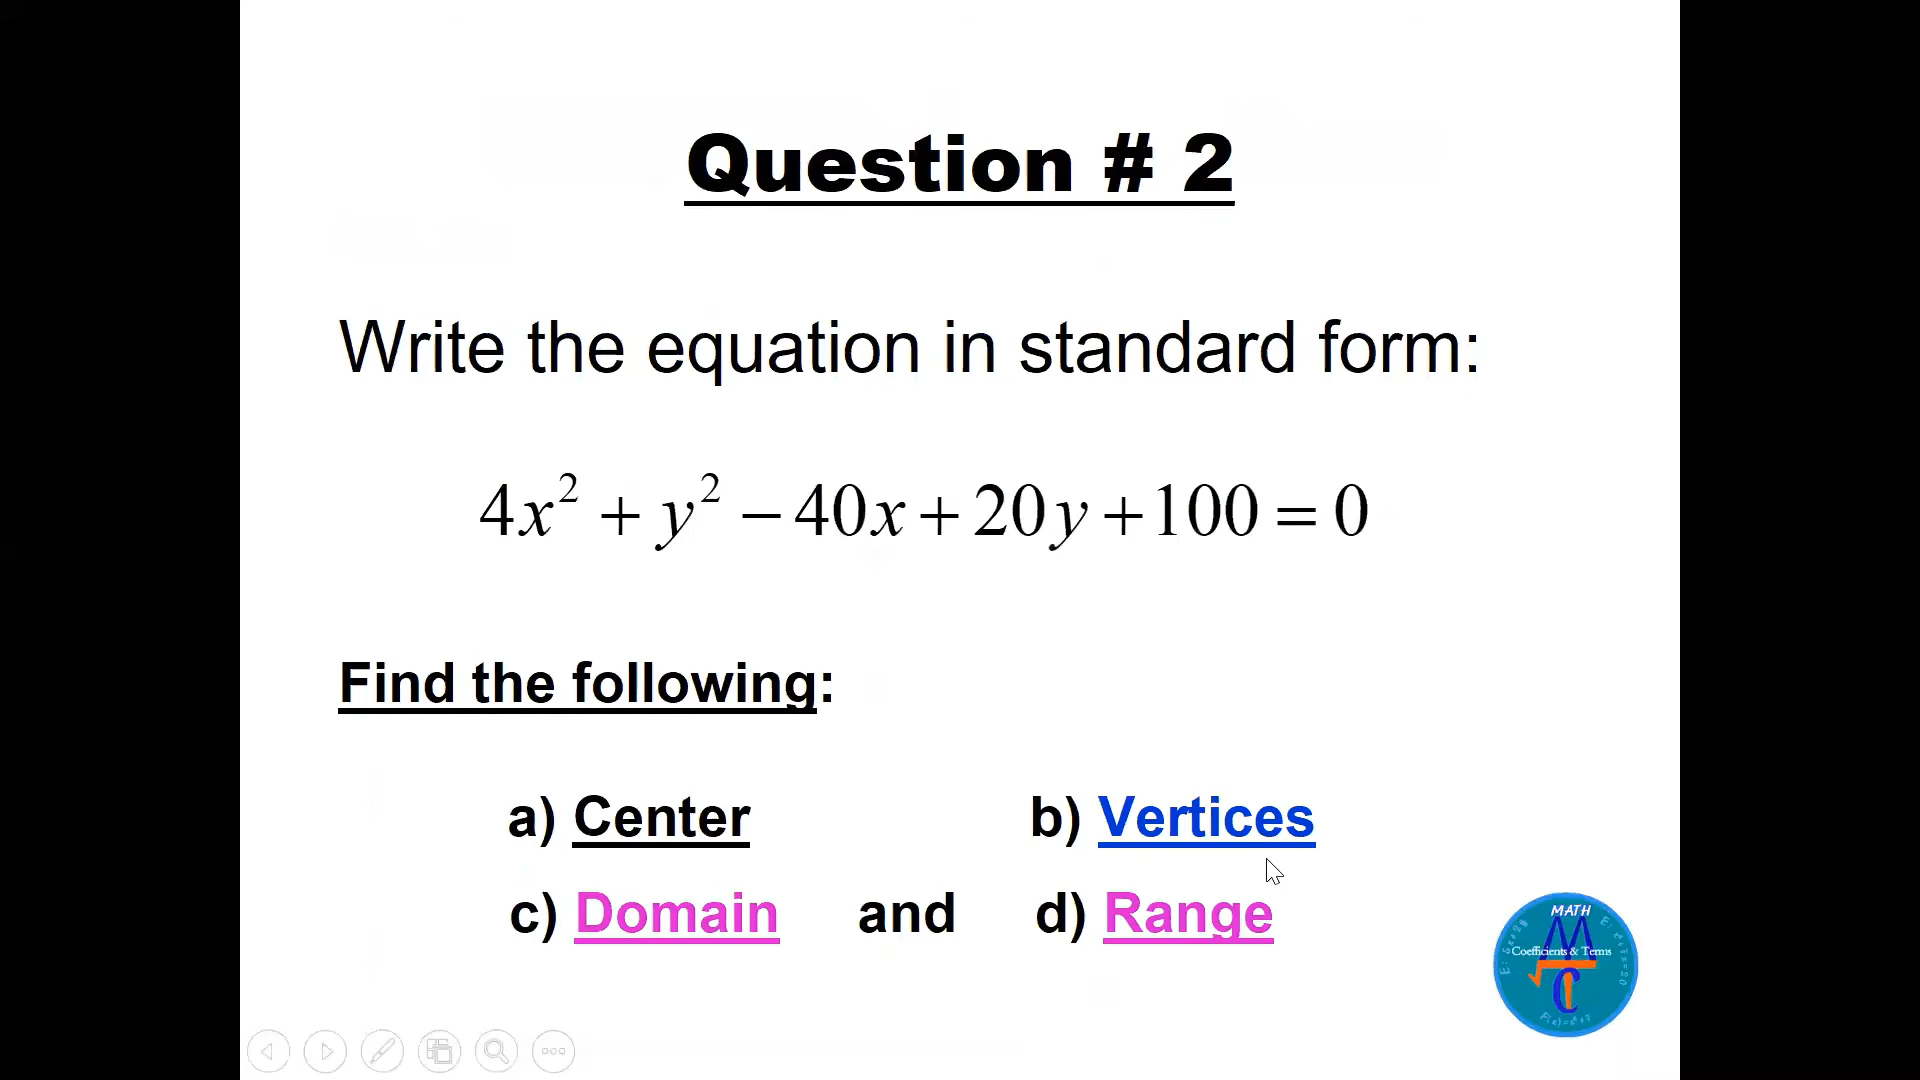 Question # 2
Write the equation in standard form:
4x² + y² − 40x + 20y + 100 = 0
Find the following:
a) Center b) Vertices
c) Domain and d) Range
MATH
Coefficients & Terms